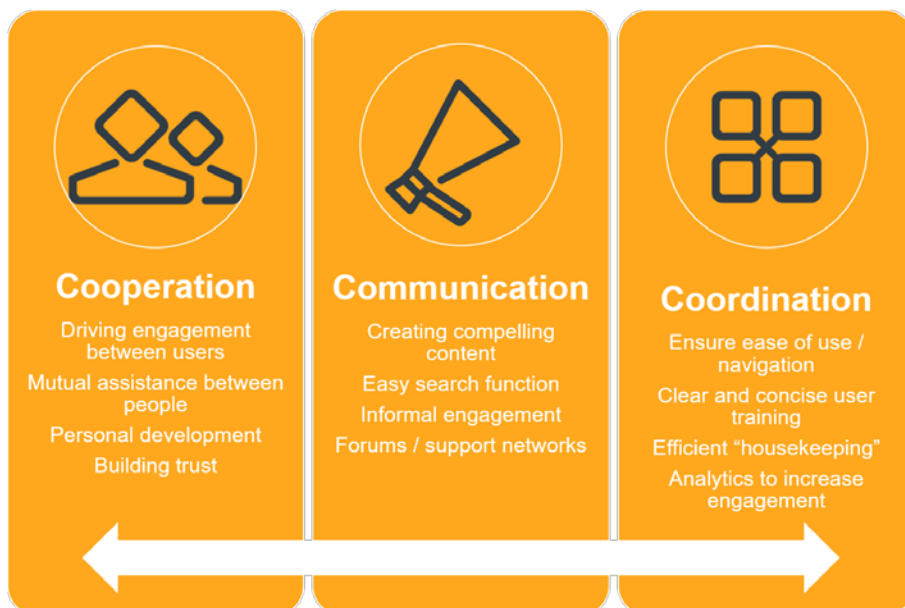 Cooperation
Driving engagement
between users
Mutual assistance between
people
Personal development
Building trust
Communication
Creating compelling
content
Easy search function
Informal engagement
Forums / support networks
Coordination
Ensure ease of use /
navigation
Clear and concise user
training
Efficient “housekeeping”
Analytics to increase
engagement